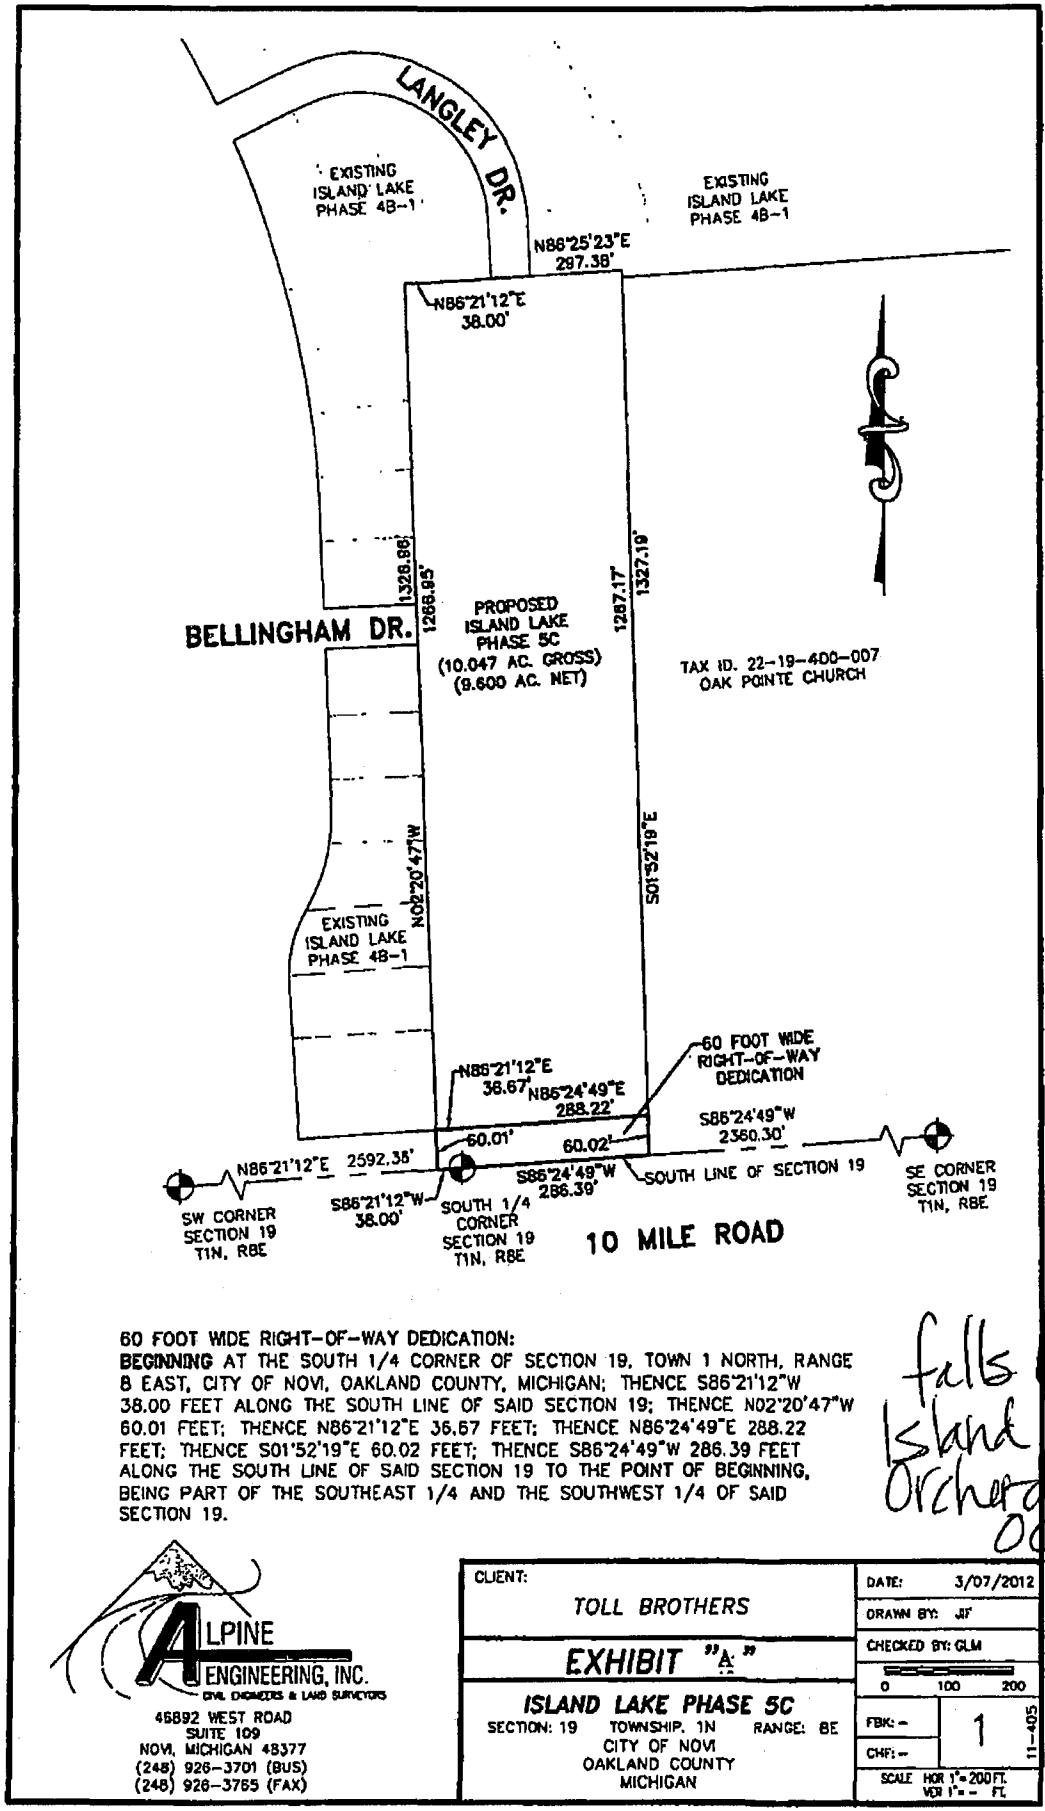 LANGLEY DR.
EXISTING
ISLAND LAKE
PHASE 4B-1
EXISTING
ISLAND LAKE
PHASE 4B-1
N86°25'23"E
297.38'
N86°21'12"E
38.00'
1326.96'
1266.95'
1267.17'
1327.19'
BELLINGHAM DR.
PROPOSED
ISLAND LAKE
PHASE 5C
(10.047 AC. GROSS)
(9.600 AC. NET)
TAX ID. 22-19-400-007
OAK POINTE CHURCH
N02°20'47"W
S01°52'19"E
EXISTING
ISLAND LAKE
PHASE 4B-1
60 FOOT WIDE
RIGHT-OF-WAY
DEDICATION
N86°21'12"E
36.67'
N86°24'49"E
288.22'
S86°24'49"W
2360.30'
60.01'
60.02'
N86°21'12"E 2592.38'
S86°24'49"W
286.39'
SOUTH LINE OF SECTION 19
S86°21'12"W
38.00'
SW CORNER
SECTION 19
T1N, R8E
SOUTH 1/4
CORNER
SECTION 19
T1N, R8E
SE CORNER
SECTION 19
T1N, R8E
10 MILE ROAD
60 FOOT WIDE RIGHT-OF-WAY DEDICATION:
BEGINNING AT THE SOUTH 1/4 CORNER OF SECTION 19, TOWN 1 NORTH, RANGE
8 EAST, CITY OF NOVI, OAKLAND COUNTY, MICHIGAN; THENCE S86°21'12"W
38.00 FEET ALONG THE SOUTH LINE OF SAID SECTION 19; THENCE N02°20'47"W
60.01 FEET; THENCE N86°21'12"E 36.67 FEET; THENCE N86°24'49"E 288.22
FEET; THENCE S01°52'19"E 60.02 FEET; THENCE S86°24'49"W 286.39 FEET
ALONG THE SOUTH LINE OF SAID SECTION 19 TO THE POINT OF BEGINNING,
BEING PART OF THE SOUTHEAST 1/4 AND THE SOUTHWEST 1/4 OF SAID
SECTION 19.
falls
Island
ALPINE
ENGINEERING, INC.
CIVIL ENGINEERS & LAND SURVEYORS
46892 WEST ROAD
SUITE 109
NOVI, MICHIGAN 48377
(248) 926-3701 (BUS)
(248) 926-3765 (FAX)
CLIENT:
TOLL BROTHERS
EXHIBIT "A"
ISLAND LAKE PHASE 5C
SECTION: 19 TOWNSHIP: 1N RANGE: 8E
CITY OF NOVI
OAKLAND COUNTY
MICHIGAN
DATE: 3/07/2012
DRAWN BY: JF
CHECKED BY: GLM
0 100 200
FBK: -
CHF: -
1
11-405
SCALE HOR 1"= 200 FT.
VER 1"= - FT.